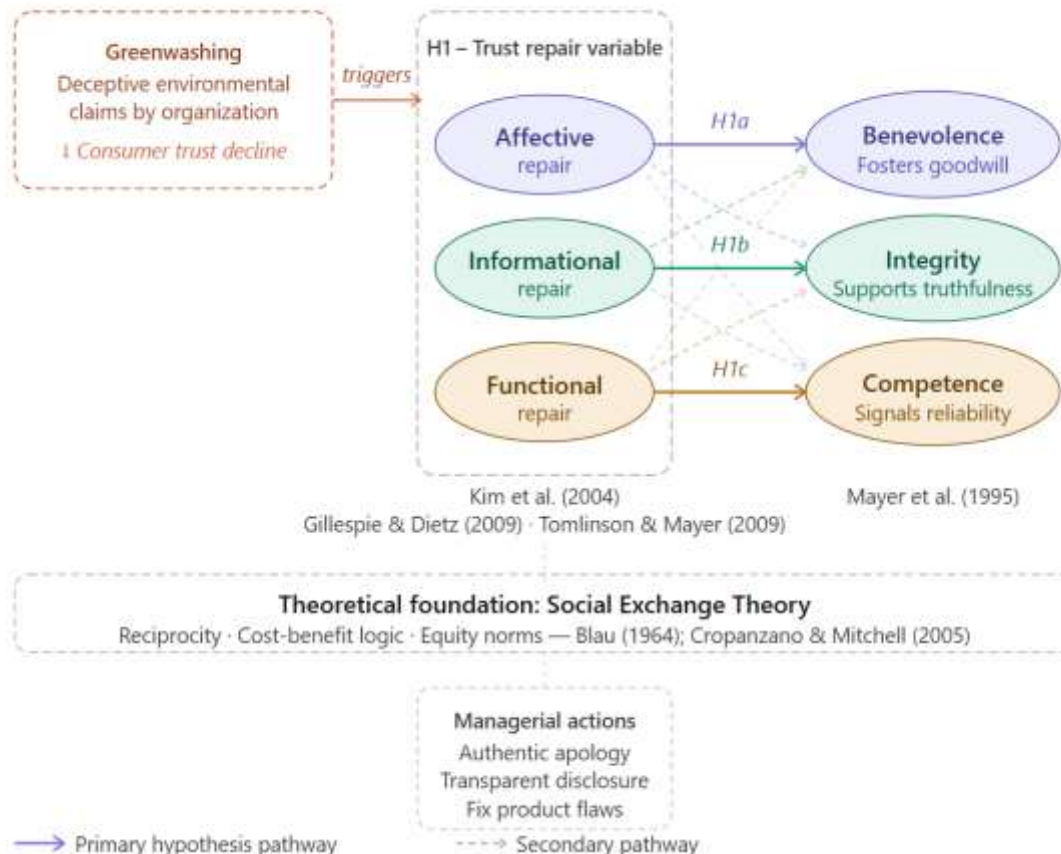 Greenwashing
Deceptive environmental
claims by organization
↓ Consumer trust decline
triggers
H1 – Trust repair variable
Affective
repair
H1a
Benevolence
Fosters goodwill
Informational
repair
H1b
Integrity
Supports truthfulness
Functional
repair
H1c
Competence
Signals reliability
Kim et al. (2004)
Mayer et al. (1995)
Gillespie & Dietz (2009) · Tomlinson & Mayer (2009)
Theoretical foundation: Social Exchange Theory
Reciprocity · Cost-benefit logic · Equity norms — Blau (1964); Cropanzano & Mitchell (2005)
Managerial actions
Authentic apology
Transparent disclosure
Fix product flaws
Primary hypothesis pathway
Secondary pathway